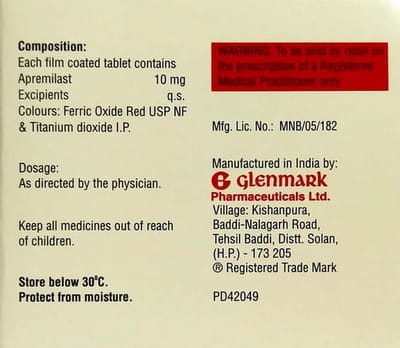 Composition:
Each film coated tablet contains
Apremilast 10 mg
Excipients q.s.
Colours: Ferric Oxide Red USP NF
& Titanium dioxide I.P.
Dosage:
As directed by the physician.
Keep all medicines out of reach
of children.
Store below 30°C.
Protect from moisture.
WARNING: To be sold by retail on
the prescription of a Registered
Medical Practitioner only.
Mfg. Lic. No.: MNB/05/182
Manufactured in India by:
G glenmark
Pharmaceuticals Ltd.
Village: Kishanpura,
Baddi-Nalagarh Road,
Tehsil Baddi, Distt. Solan,
(H.P.) - 173 205
® Registered Trade Mark
PD42049